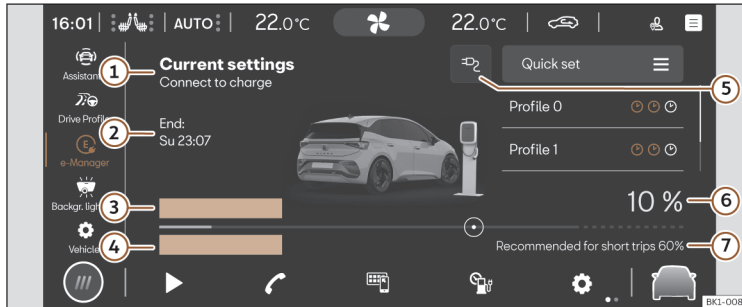 16:01 AUTO 22.0°C 22.0°C
Assistan
1
Current settings
Connect to charge
Quick set
5
Drive Profile
2
End:
Su 23:07
Profile 0
E
e-Manager
Profile 1
Backgr. ligh
3
10 %
6
Vehicle
4
Recommended for short trips 60%
7
BK1-008